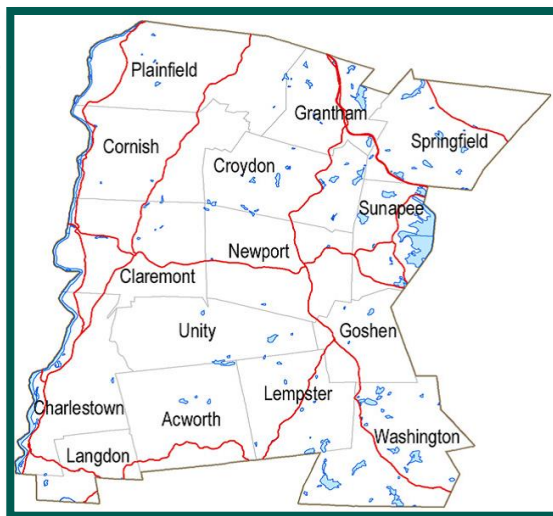 Plainfield
Grantham
Springfield
Cornish
Croydon
Sunapee
Newport
Claremont
Unity
Goshen
Lempster
Charlestown
Acworth
Washington
Langdon